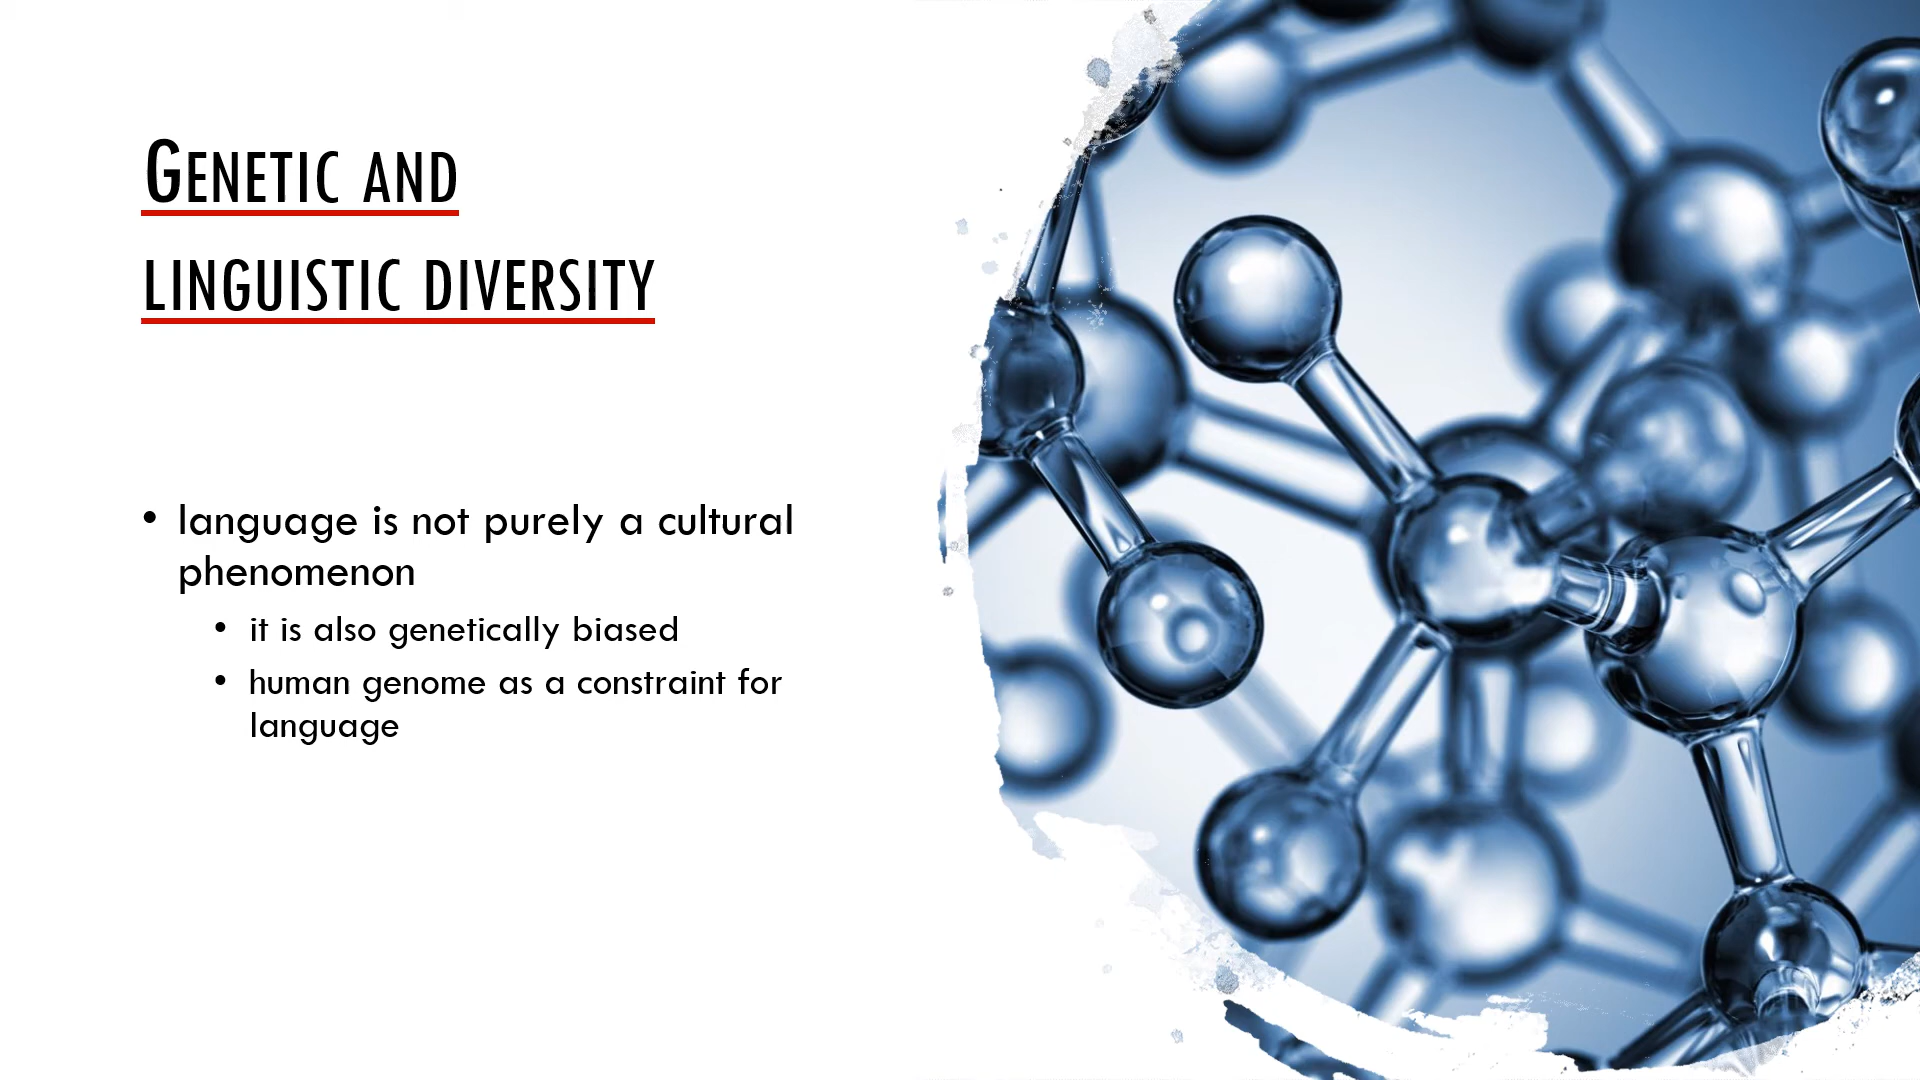 Genetic and
linguistic diversity
• language is not purely a cultural
phenomenon
• it is also genetically biased
• human genome as a constraint for
language